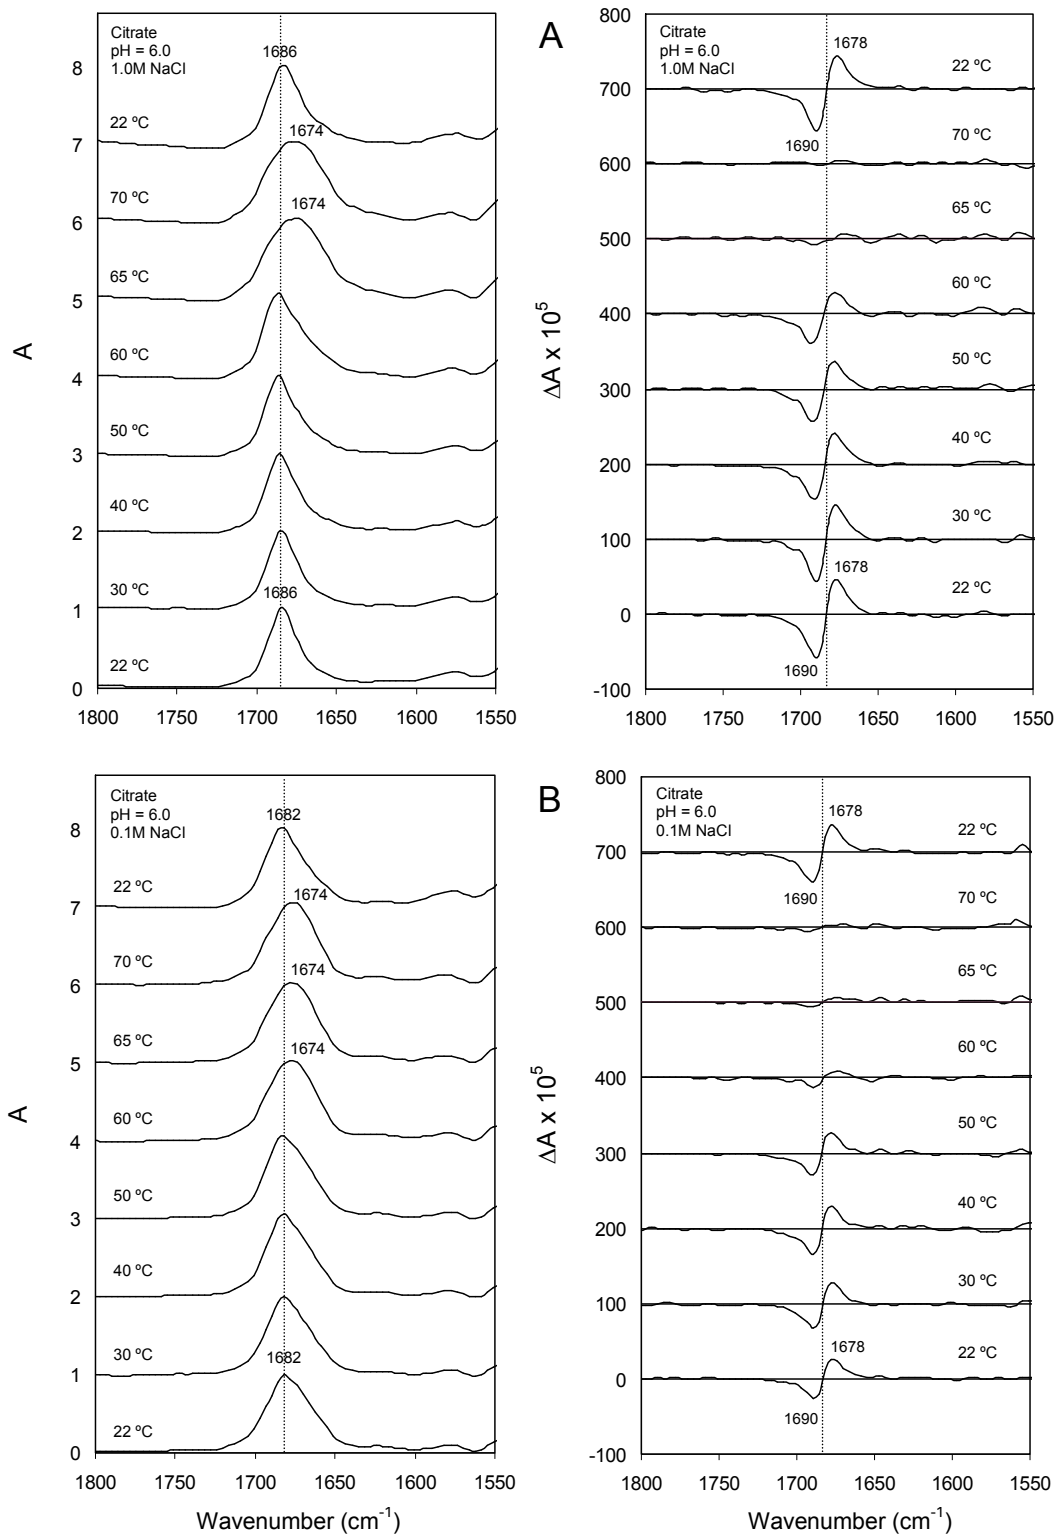 Citrate
pH = 6.0
1.0M NaCl
A
8
7
6
5
4
3
2
1
0
1686
22 ºC
1674
70 ºC
1674
65 ºC
60 ºC
50 ºC
40 ºC
30 ºC
1686
22 ºC
A
1800 1750 1700 1650 1600 1550
Citrate
pH = 6.0
1.0M NaCl
800
700
600
500
400
300
200
100
0
-100
1678
22 ºC
1690
70 ºC
65 ºC
60 ºC
50 ºC
40 ºC
30 ºC
1678
22 ºC
1690
ΔA x 10⁵
1800 1750 1700 1650 1600 1550
Citrate
pH = 6.0
0.1M NaCl
B
8
7
6
5
4
3
2
1
0
1682
22 ºC
1674
70 ºC
1674
65 ºC
1674
60 ºC
50 ºC
40 ºC
30 ºC
1682
22 ºC
A
1800 1750 1700 1650 1600 1550
Wavenumber (cm⁻¹)
Citrate
pH = 6.0
0.1M NaCl
800
700
600
500
400
300
200
100
0
-100
1678
22 ºC
1690
70 ºC
65 ºC
60 ºC
50 ºC
40 ºC
30 ºC
1678
22 ºC
1690
ΔA x 10⁵
1800 1750 1700 1650 1600 1550
Wavenumber (cm⁻¹)